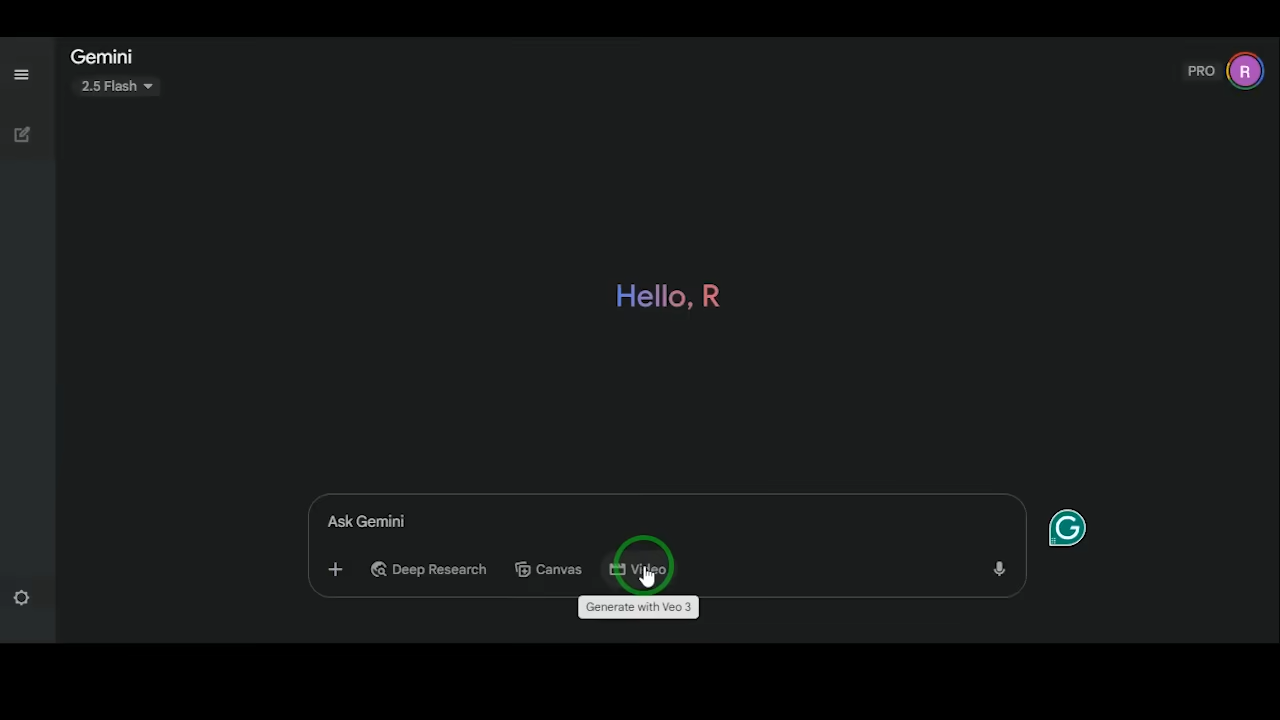 Gemini
2.5 Flash
PRO
R
Hello, R
Ask Gemini
Deep Research
Canvas
Video
G
Generate with Veo 3